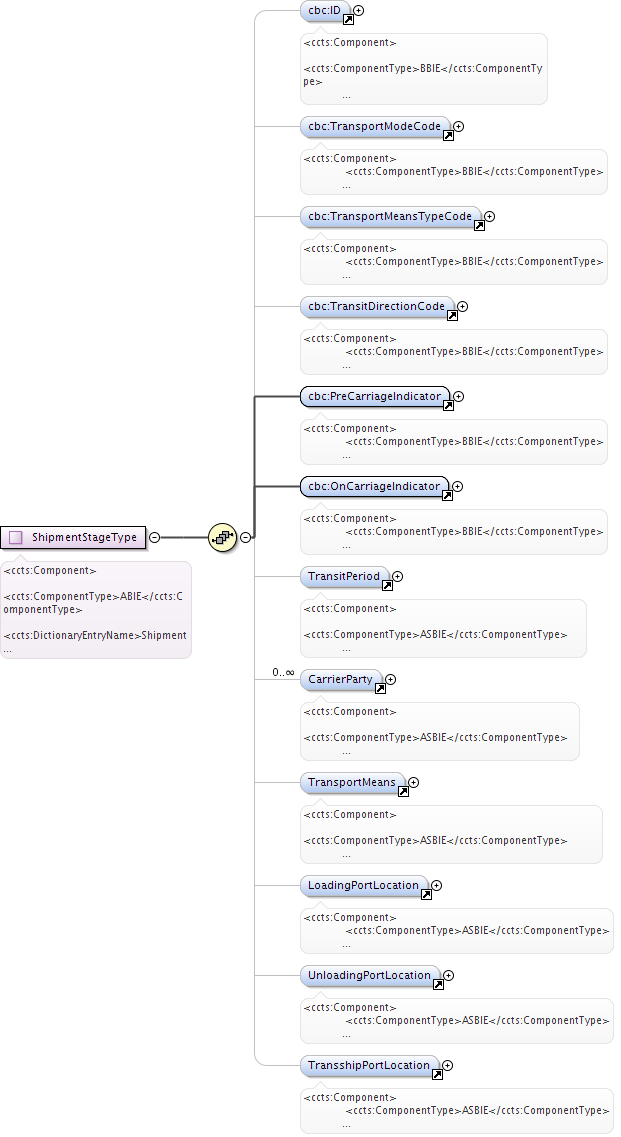 cbc:ID
<ccts:Component>
<ccts:ComponentType>BBIE</ccts:ComponentTy
pe>
...
cbc:TransportModeCode
<ccts:Component>
<ccts:ComponentType>BBIE</ccts:ComponentType>
...
cbc:TransportMeansTypeCode
<ccts:Component>
<ccts:ComponentType>BBIE</ccts:ComponentType>
...
cbc:TransitDirectionCode
<ccts:Component>
<ccts:ComponentType>BBIE</ccts:ComponentType>
...
cbc:PreCarriageIndicator
<ccts:Component>
<ccts:ComponentType>BBIE</ccts:ComponentType>
...
cbc:OnCarriageIndicator
<ccts:Component>
<ccts:ComponentType>BBIE</ccts:ComponentType>
...
ShipmentStageType
<ccts:Component>
<ccts:ComponentType>ABIE</ccts:C
omponentType>
<ccts:DictionaryEntryName>Shipment
...
TransitPeriod
<ccts:Component>
<ccts:ComponentType>ASBIE</ccts:ComponentType>
...
0..∞
CarrierParty
<ccts:Component>
<ccts:ComponentType>ASBIE</ccts:ComponentType>
...
TransportMeans
<ccts:Component>
<ccts:ComponentType>ASBIE</ccts:ComponentType>
...
LoadingPortLocation
<ccts:Component>
<ccts:ComponentType>ASBIE</ccts:ComponentType>
...
UnloadingPortLocation
<ccts:Component>
<ccts:ComponentType>ASBIE</ccts:ComponentType>
...
TransshipPortLocation
<ccts:Component>
<ccts:ComponentType>ASBIE</ccts:ComponentType>
...